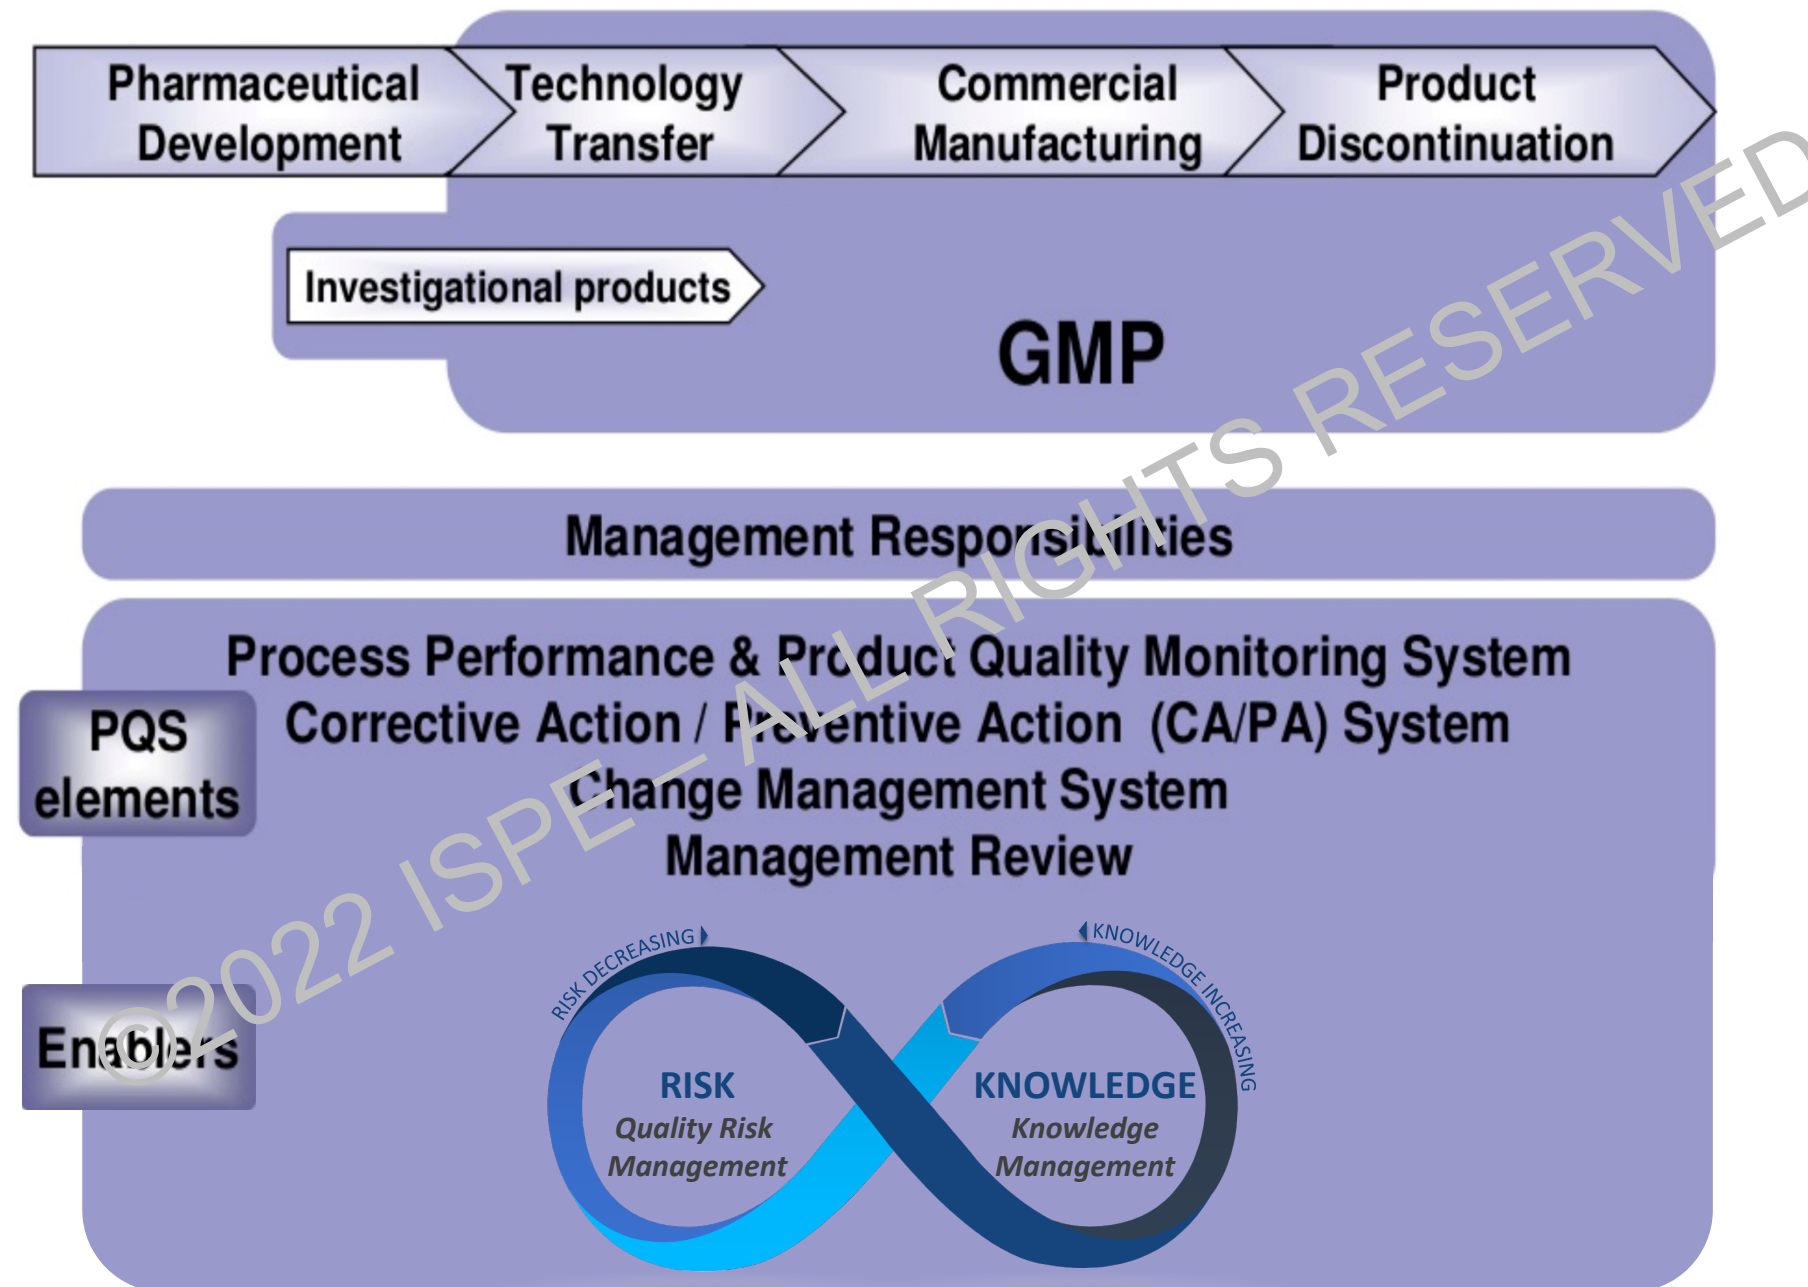 Pharmaceutical
Development
Technology
Transfer
Commercial
Manufacturing
Product
Discontinuation
Investigational products
GMP
Management Responsibilities
Process Performance & Product Quality Monitoring System
Corrective Action / Preventive Action (CA/PA) System
Change Management System
Management Review
PQS
elements
Enablers
RISK DECREASING
KNOWLEDGE INCREASING
RISK
Quality Risk
Management
KNOWLEDGE
Knowledge
Management
©2022 ISPE – ALL RIGHTS RESERVED